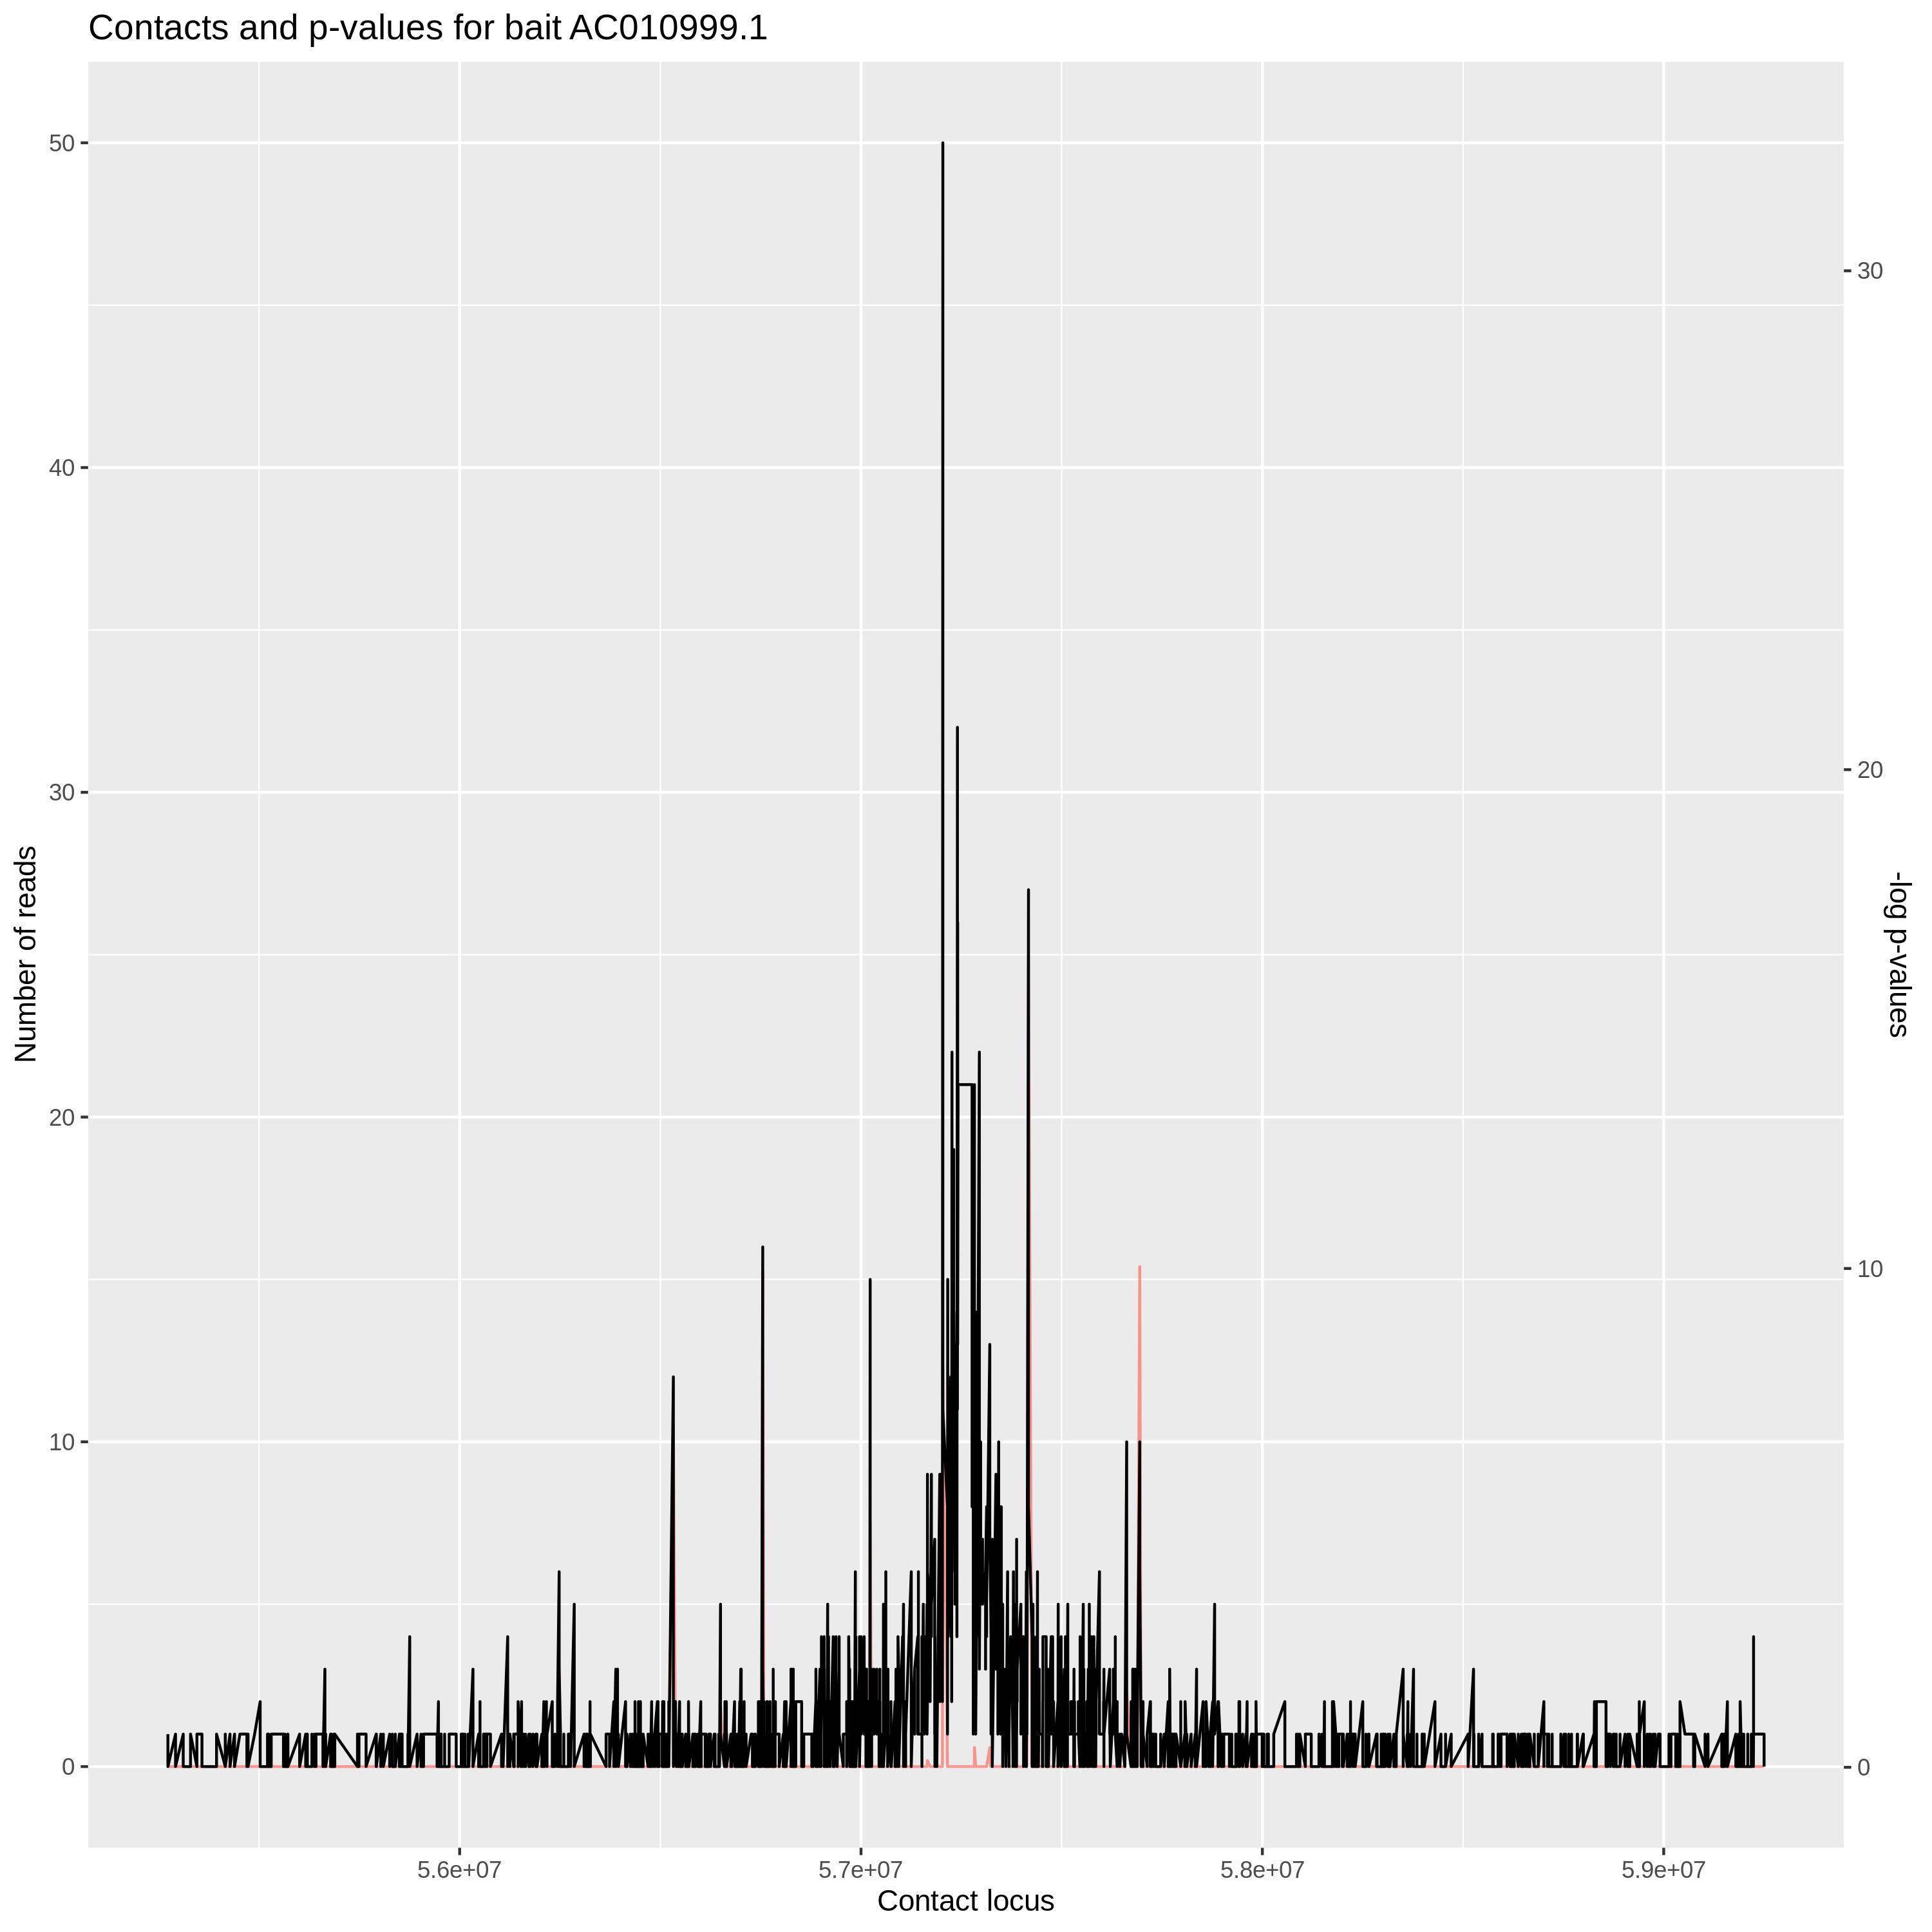 Contacts and p-values for bait AC010999.1
50
40
30
20
10
0
Number of reads
30
20
10
0
-log p-values
5.6e+07
5.7e+07
5.8e+07
5.9e+07
Contact locus